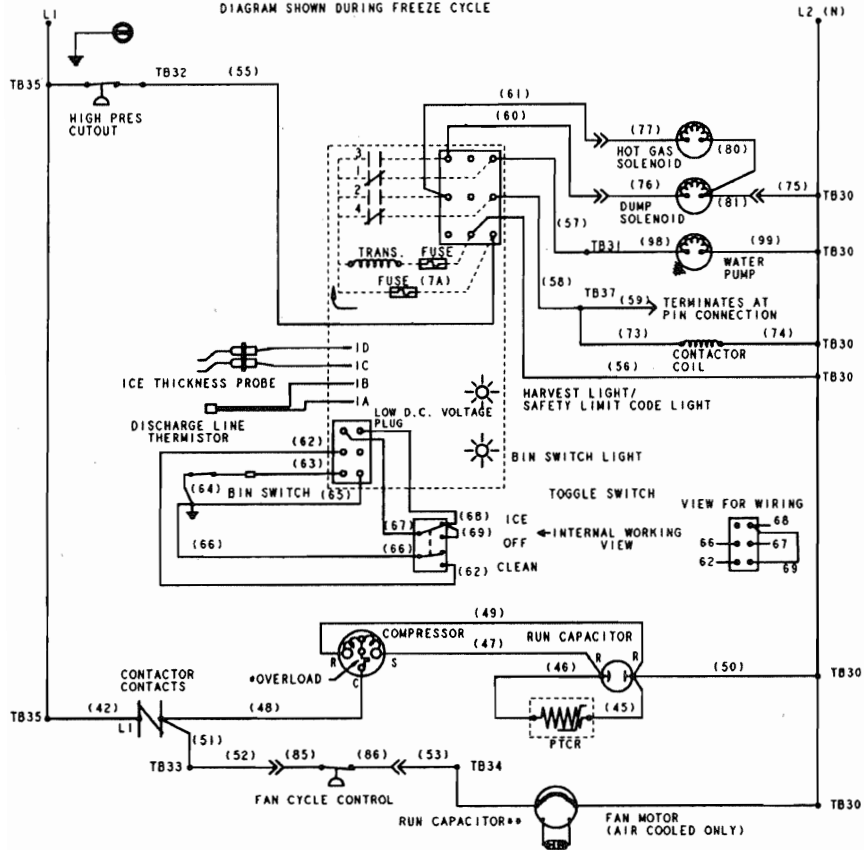 DIAGRAM SHOWN DURING FREEZE CYCLE
L1
L2 (N)
TB35
TB32
(55)
HIGH PRES
CUTOUT
(61)
(60)
(77)
HOT GAS
SOLENOID
(80)
3
1
2
4
(76)
DUMP
SOLENOID
(81)
(75)
TB30
(57)
TB31
(98)
(99)
TB30
WATER
PUMP
TRANS.
FUSE
FUSE (7A)
(58)
TB37
(59)
TERMINATES AT
PIN CONNECTION
(73)
(74)
TB30
CONTACTOR
COIL
(56)
TB30
1D
1C
1B
1A
ICE THICKNESS PROBE
DISCHARGE LINE
THERMISTOR
HARVEST LIGHT/
SAFETY LIMIT CODE LIGHT
LOW D.C. VOLTAGE
PLUG
(62)
(63)
(64)
BIN SWITCH
(65)
BIN SWITCH LIGHT
TOGGLE SWITCH
VIEW FOR WIRING
(68)
ICE
(67)
(69)
OFF
INTERNAL WORKING
VIEW
(66)
(66)
(62)
CLEAN
68
66
67
62
69
(49)
COMPRESSOR
(47)
RUN CAPACITOR
R
S
C
*OVERLOAD
(46)
R
R
(50)
TB30
(45)
PTCR
CONTACTOR
CONTACTS
TB35
(42)
L1
(48)
(51)
TB33
(52)
(85)
(86)
(53)
TB34
FAN CYCLE CONTROL
RUN CAPACITOR**
FAN MOTOR
(AIR COOLED ONLY)
TB30